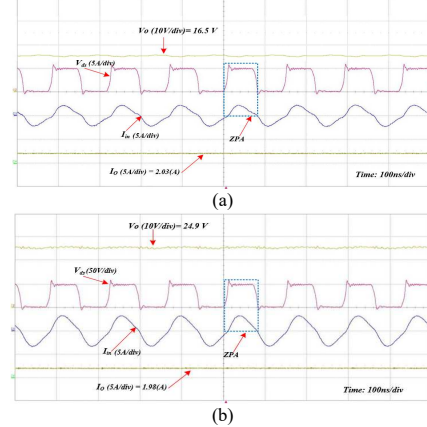 Vo (10V/div)= 16.5 V
Vds (5A/div)
Iin (5A/div)
ZPA
IO (5A/div) = 2.03(A)
Time: 100ns/div
(a)
Vo (10V/div)= 24.9 V
Vds (50V/div)
Iin (5A/div)
ZPA
IO (5A/div) = 1.98(A)
Time: 100ns/div
(b)